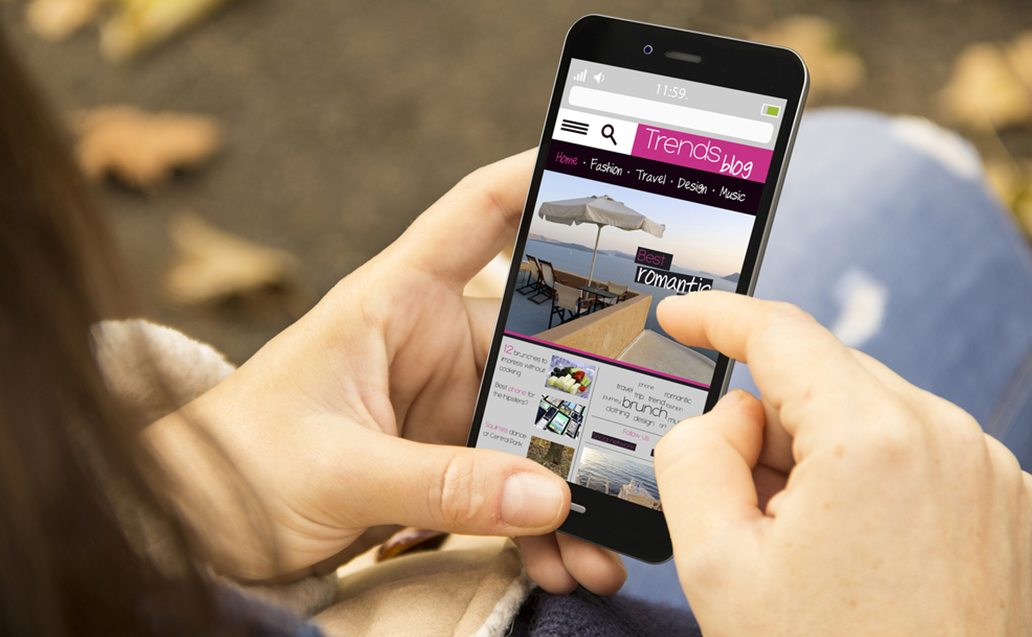 11:59
Trends
blog
Home · Fashion · Travel · Design · Music
Best
romantic
12 brunches to
impress without
cooking
Best phone for
the hipsters?
Squirrels dance
at Central Park
phone
travel trip trend romantic
journey brunch
clothing design art
Follow Us